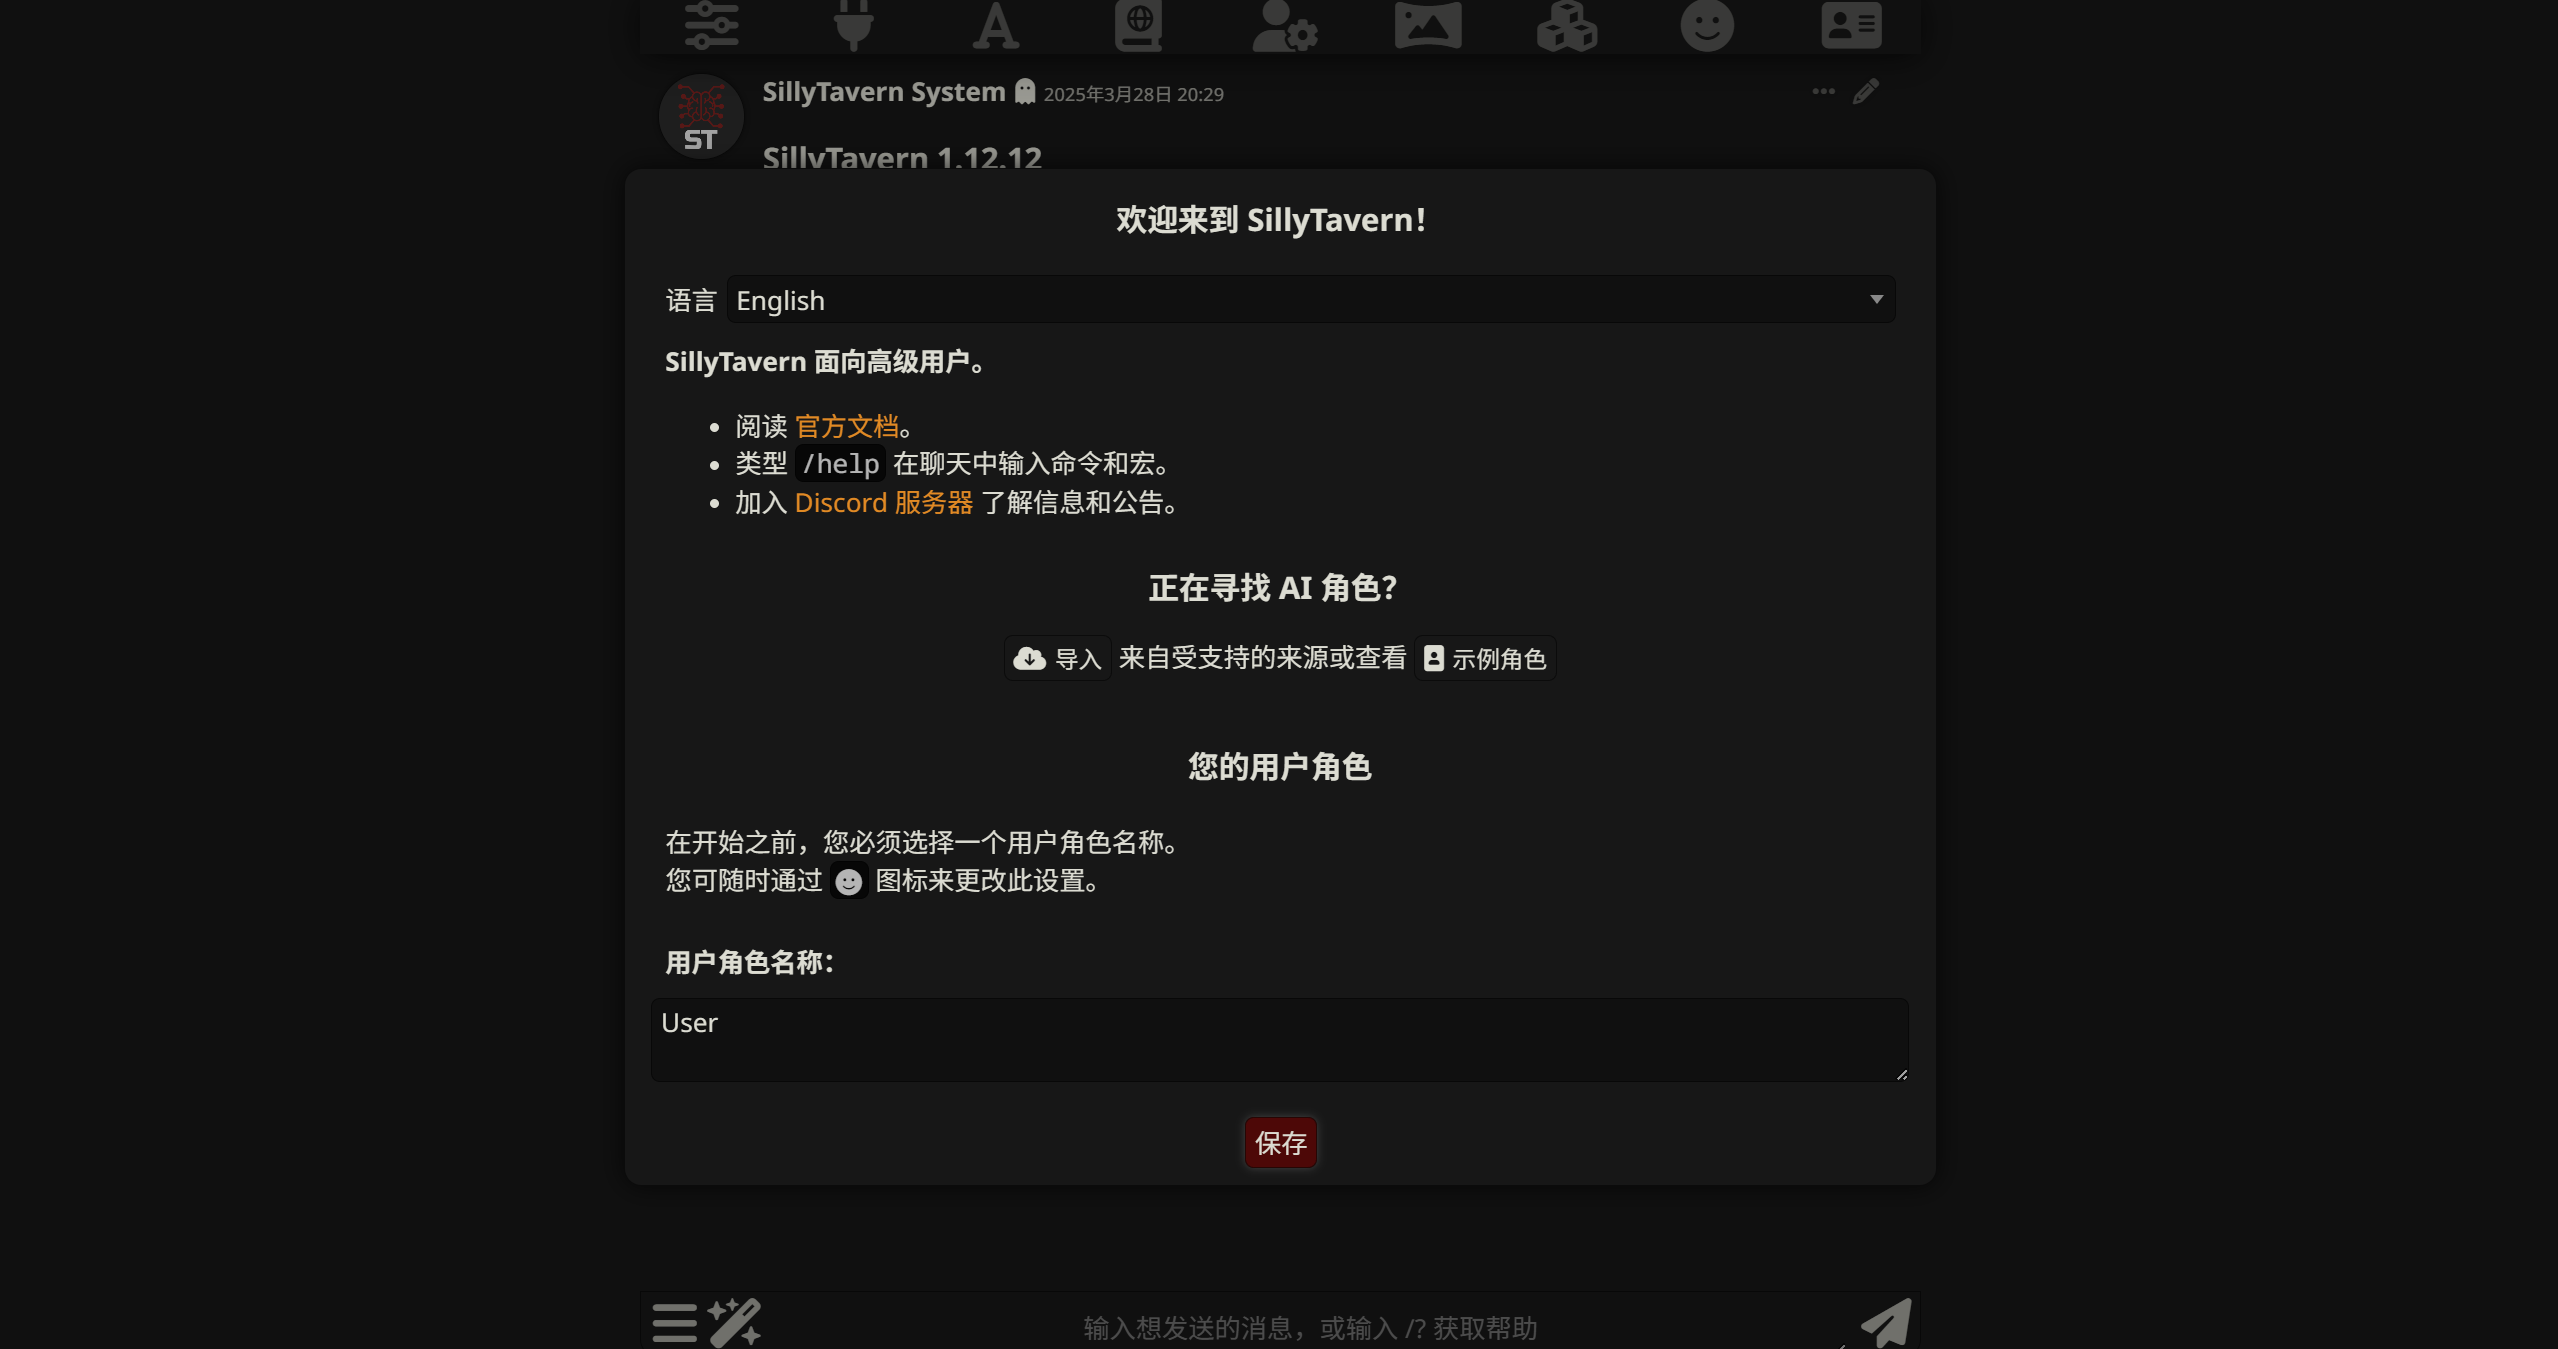 SillyTavern System 2025年3月28日 20:29
ST
SillyTavern 1.12.12
欢迎来到 SillyTavern！
语言 English
SillyTavern 面向高级用户。
阅读 官方文档。
类型 /help 在聊天中输入命令和宏。
加入 Discord 服务器 了解信息和公告。
正在寻找 AI 角色？
导入 来自受支持的来源或查看 示例角色
您的用户角色
在开始之前，您必须选择一个用户角色名称。
您可随时通过 图标来更改此设置。
用户角色名称：
User
保存
输入想发送的消息，或输入 /? 获取帮助